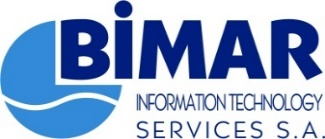 BİMAR
INFORMATION TECHNOLOGY
SERVICES S.A.